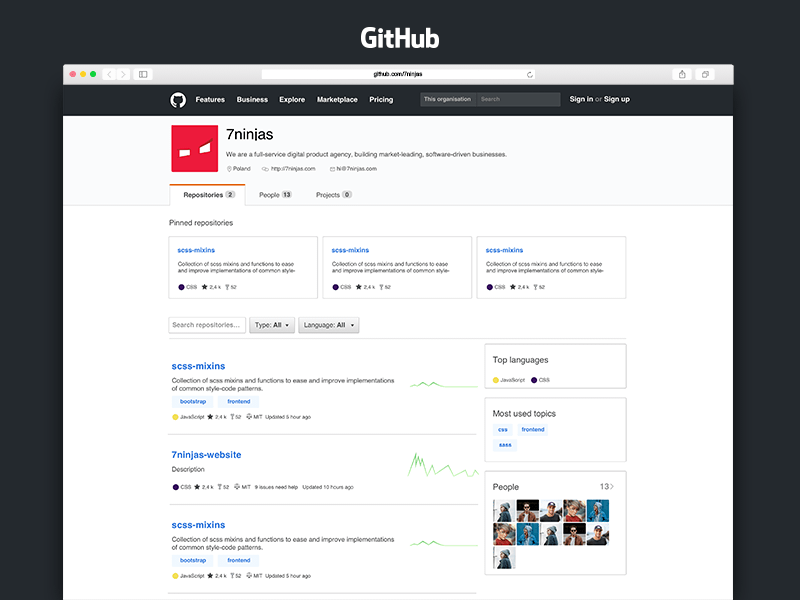 GitHub
github.com/7ninjas
Features Business Explore Marketplace Pricing This organisation Search Sign in or Sign up
7ninjas
We are a full-service digital product agency, building market-leading, software-driven businesses.
Poland http://7ninjas.com hi@7ninjas.com
Repositories 2 People 13 Projects 0
Pinned repositories
scss-mixins
Collection of scss mixins and functions to ease
and improve implementations of common style-
CSS 2,4 k 52
scss-mixins
Collection of scss mixins and functions to ease
and improve implementations of common style-
CSS 2,4 k 52
scss-mixins
Collection of scss mixins and functions to ease
and improve implementations of common style-
CSS 2,4 k 52
Search repositories... Type: All Language: All
scss-mixins
Collection of scss mixins and functions to ease and improve implementations
of common style-code patterns.
bootstrap frontend
JavaScript 2,4 k 52 MIT Updated 5 hour ago
7ninjas-website
Description
CSS 2,4 k 52 MIT 9 issues need help Updated 10 hours ago
scss-mixins
Collection of scss mixins and functions to ease and improve implementations
of common style-code patterns.
bootstrap frontend
JavaScript 2,4 k 52 MIT Updated 5 hour ago
Top languages
JavaScript CSS
Most used topics
css frontend
sass
People 13